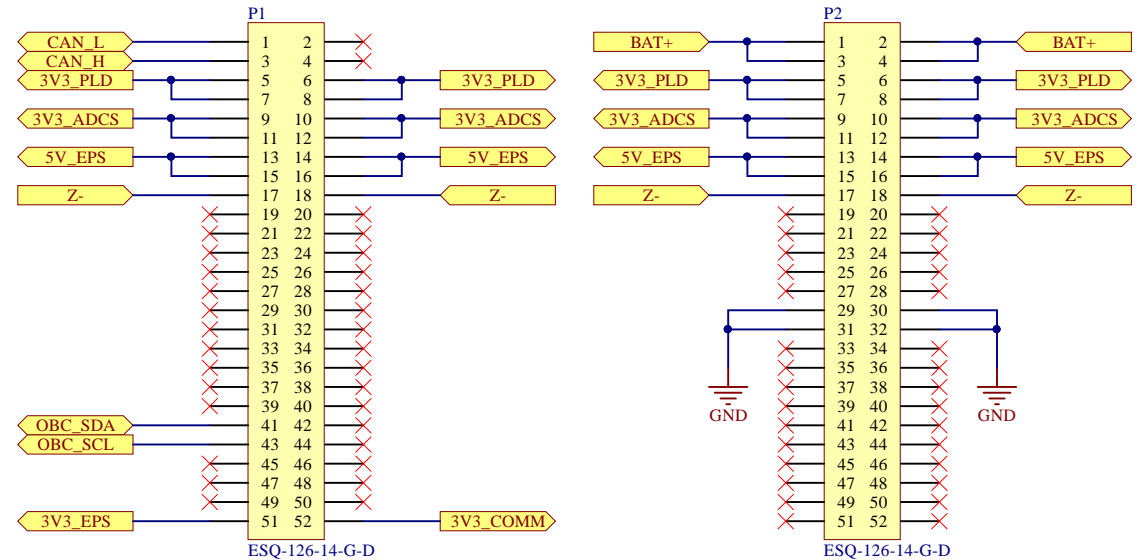 P1
CAN_L 1 2
CAN_H 3 4
3V3_PLD 5 6 3V3_PLD
7 8
3V3_ADCS 9 10 3V3_ADCS
11 12
5V_EPS 13 14 5V_EPS
15 16
Z- 17 18 Z-
19 20
21 22
23 24
25 26
27 28
29 30
31 32
33 34
35 36
37 38
39 40
OBC_SDA 41 42
OBC_SCL 43 44
45 46
47 48
49 50
3V3_EPS 51 52 3V3_COMM
ESQ-126-14-G-D
P2
BAT+ 1 2 BAT+
3 4
3V3_PLD 5 6 3V3_PLD
7 8
3V3_ADCS 9 10 3V3_ADCS
11 12
5V_EPS 13 14 5V_EPS
15 16
Z- 17 18 Z-
19 20
21 22
23 24
25 26
27 28
29 30
31 32
33 34
35 36
37 38
39 40
GND GND
41 42
43 44
45 46
47 48
49 50
51 52
ESQ-126-14-G-D